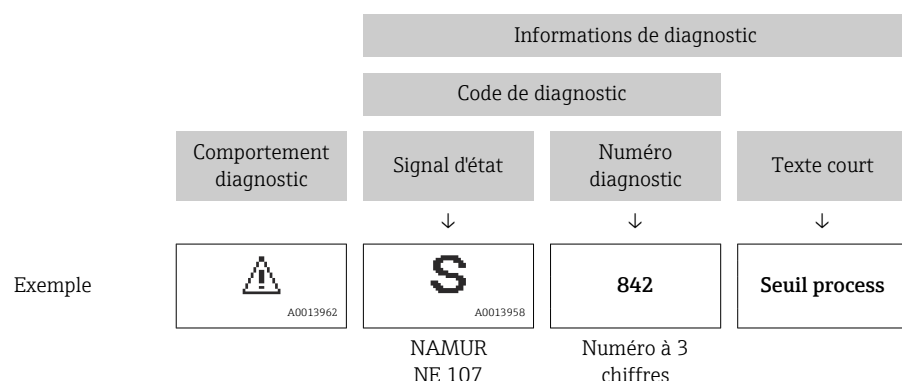 Informations de diagnostic
Code de diagnostic
Comportement
diagnostic
Signal d'état
Numéro
diagnostic
Texte court
↓ ↓ ↓
Exemple
A0013962
S
A0013958
842
Seuil process
NAMUR
NE 107
Numéro à 3
chiffres